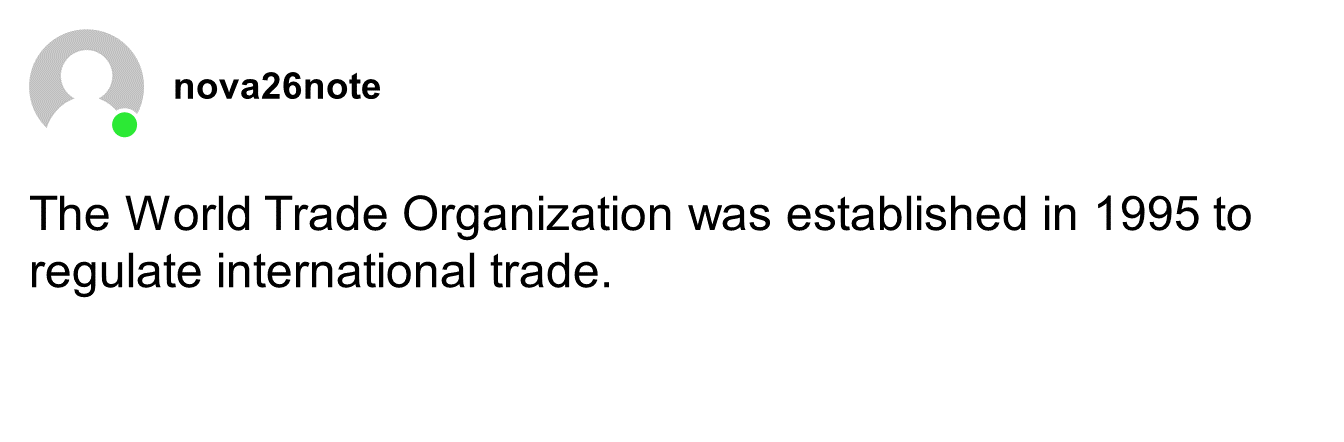 nova26note
The World Trade Organization was established in 1995 to
regulate international trade.